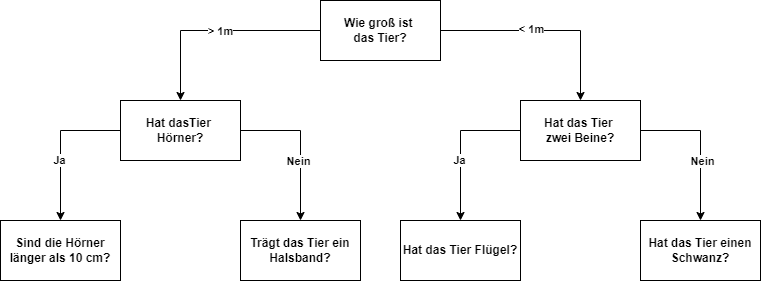 Wie groß ist
das Tier?
> 1m
< 1m
Hat dasTier
Hörner?
Hat das Tier
zwei Beine?
Ja
Nein
Ja
Nein
Sind die Hörner
länger als 10 cm?
Trägt das Tier ein
Halsband?
Hat das Tier Flügel?
Hat das Tier einen
Schwanz?